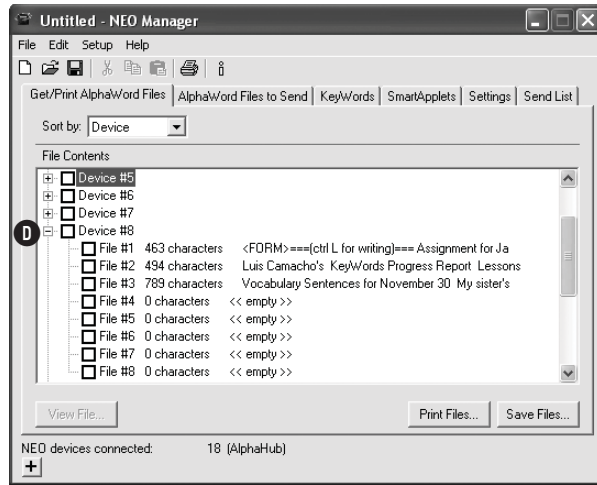 Untitled - NEO Manager
File Edit Setup Help
Get/Print AlphaWord Files AlphaWord Files to Send KeyWords SmartApplets Settings Send List
Sort by: Device
File Contents
Device #5
Device #6
Device #7
D Device #8
File #1 463 characters <FORM>===[ctrl L for writing]=== Assignment for Ja
File #2 494 characters Luis Camacho's KeyWords Progress Report Lessons
File #3 789 characters Vocabulary Sentences for November 30 My sister's
File #4 0 characters << empty >>
File #5 0 characters << empty >>
File #6 0 characters << empty >>
File #7 0 characters << empty >>
File #8 0 characters << empty >>
View File... Print Files... Save Files...
NEO devices connected: 18 (AlphaHub)